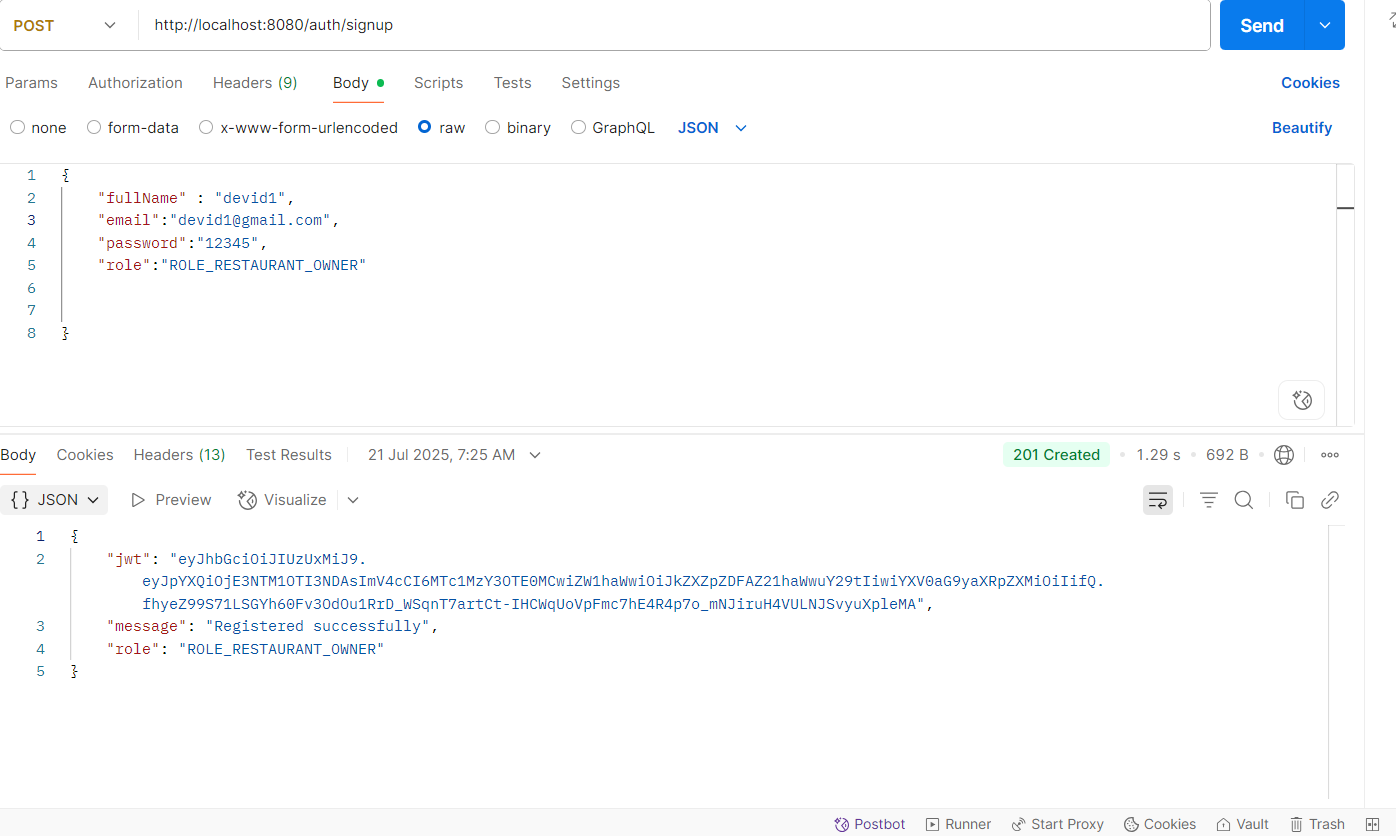 POST http://localhost:8080/auth/signup Send
Params Authorization Headers (9) Body Scripts Tests Settings Cookies
none form-data x-www-form-urlencoded raw binary GraphQL JSON Beautify
1 {
2 "fullName" : "devid1",
3 "email":"devid1@gmail.com",
4 "password":"12345",
5 "role":"ROLE_RESTAURANT_OWNER"
6
7
8 }
Body Cookies Headers (13) Test Results 21 Jul 2025, 7:25 AM 201 Created 1.29 s 692 B
{} JSON Preview Visualize
1 {
2 "jwt": "eyJhbGciOiJIUzUxMiJ9.
eyJpYXQiOjE3NTM1OTI3NDAsImV4cCI6MTc1MzY3OTE0MCwiZW1haWwiOiJkZXZpZDFAZ21haWwuY29tIiwiYXV0aG9yaXRpZXMiOiIifQ.
fhyeZ99S71LSGYh60Fv3OdOu1RrD_WSqnT7artCt-IHCWqUoVpFmc7hE4R4p7o_mNJiruH4VULNJSvyuXpleMA",
3 "message": "Registered successfully",
4 "role": "ROLE_RESTAURANT_OWNER"
5 }
Postbot Runner Start Proxy Cookies Vault Trash